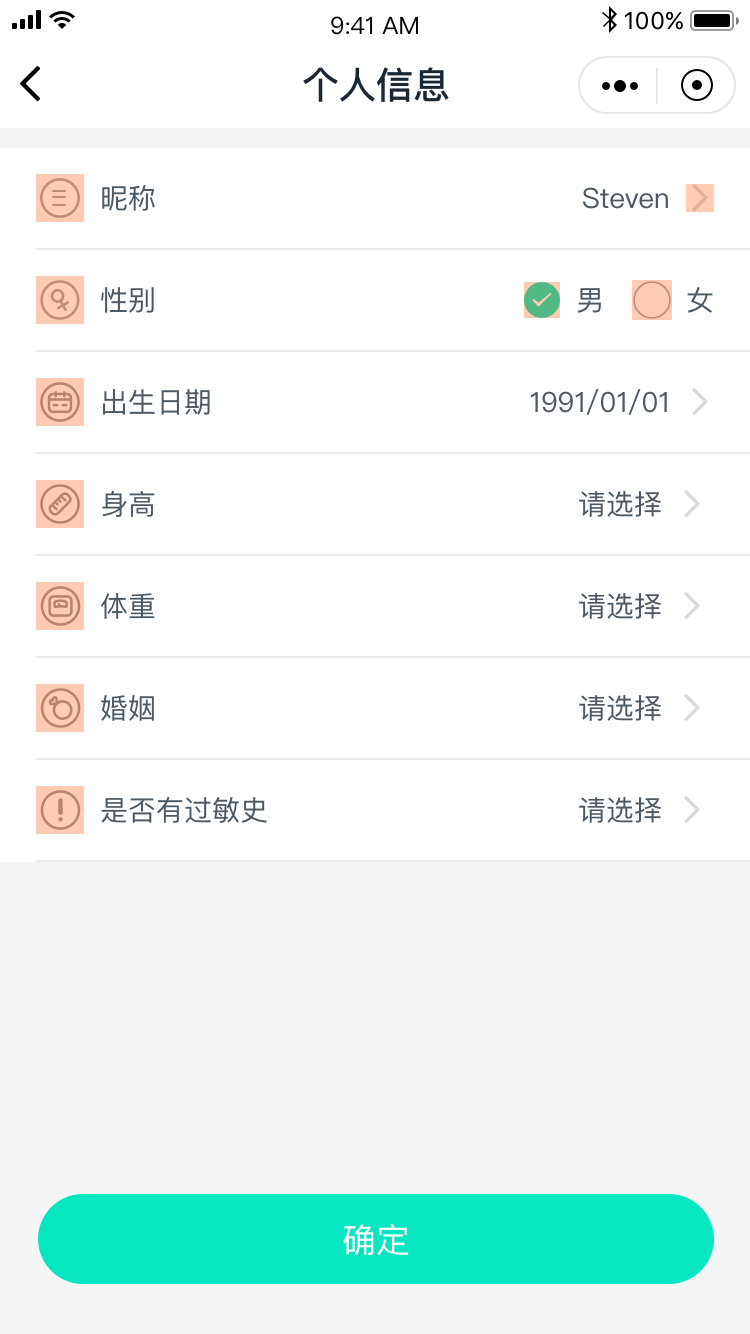 9:41 AM 100%
个人信息
昵称 Steven
性别 男 女
出生日期 1991/01/01
身高 请选择
体重 请选择
婚姻 请选择
是否有过敏史 请选择
确定